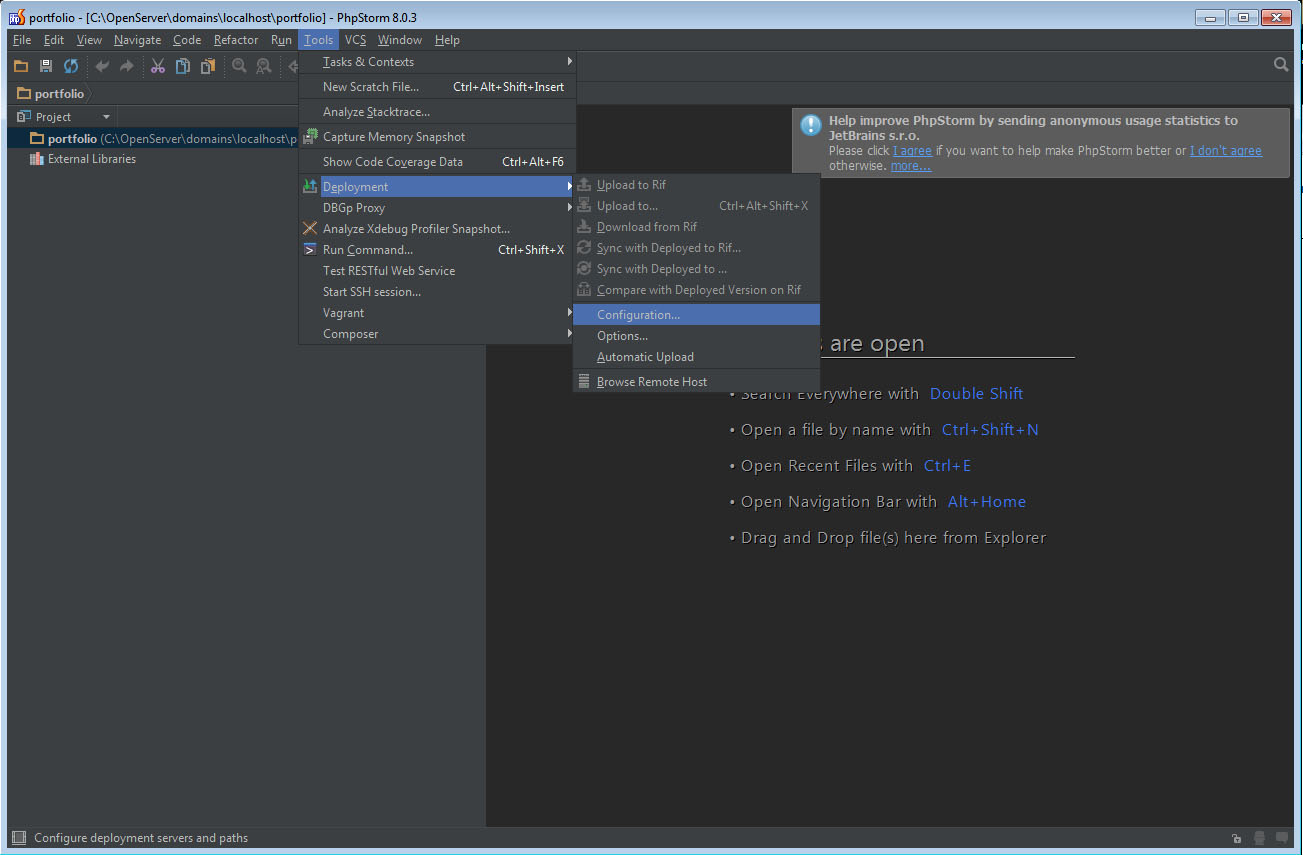 portfolio - [C:\OpenServer\domains\localhost\portfolio] - PhpStorm 8.0.3
File Edit View Navigate Code Refactor Run Tools VCS Window Help
portfolio
Project
portfolio (C:\OpenServer\domains\localhost\p
External Libraries
Tasks & Contexts
New Scratch File... Ctrl+Alt+Shift+Insert
Analyze Stacktrace...
Capture Memory Snapshot
Show Code Coverage Data Ctrl+Alt+F6
Deployment
DBGp Proxy
Analyze Xdebug Profiler Snapshot...
Run Command... Ctrl+Shift+X
Test RESTful Web Service
Start SSH session...
Vagrant
Composer
Upload to Rif
Upload to... Ctrl+Alt+Shift+X
Download from Rif
Sync with Deployed to Rif...
Sync with Deployed to ...
Compare with Deployed Version on Rif
Configuration...
Options...
Automatic Upload
Browse Remote Host
Help improve PhpStorm by sending anonymous usage statistics to
JetBrains s.r.o.
Please click I agree if you want to help make PhpStorm better or I don't agree
otherwise. more...
are open
• Search Everywhere with Double Shift
• Open a file by name with Ctrl+Shift+N
• Open Recent Files with Ctrl+E
• Open Navigation Bar with Alt+Home
• Drag and Drop file(s) here from Explorer
Configure deployment servers and paths